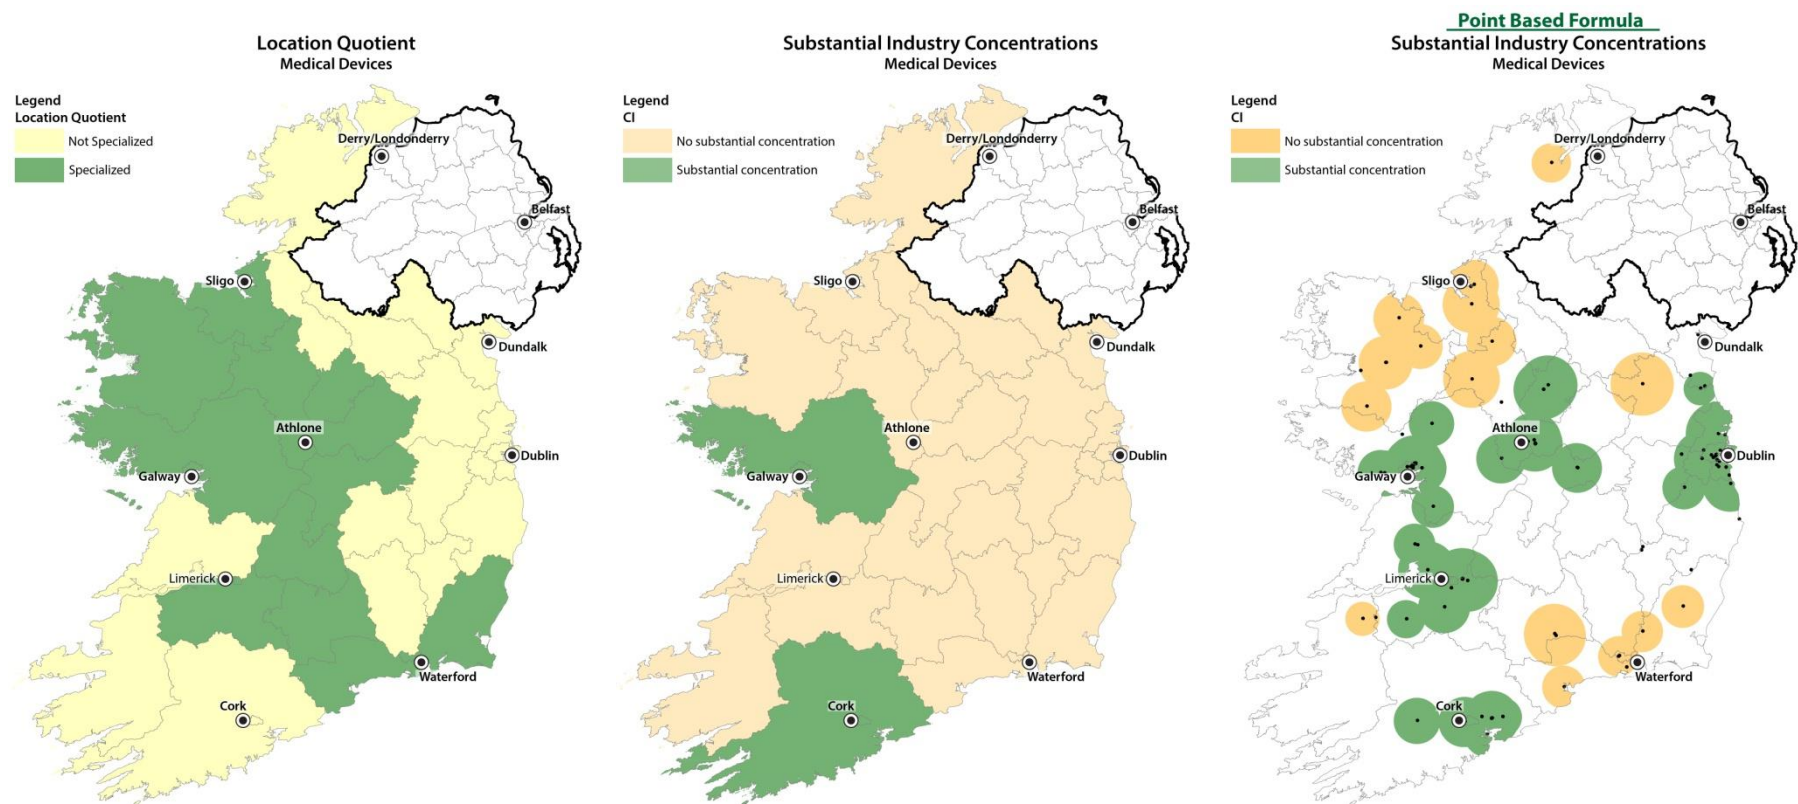 Location Quotient
Medical Devices
Legend
Location Quotient
Not Specialized
Specialized
Derry/Londonderry
Belfast
Sligo
Dundalk
Athlone
Dublin
Galway
Limerick
Waterford
Cork
Substantial Industry Concentrations
Medical Devices
Legend
CI
No substantial concentration
Substantial concentration
Derry/Londonderry
Belfast
Sligo
Dundalk
Athlone
Dublin
Galway
Limerick
Waterford
Cork
Point Based Formula
Substantial Industry Concentrations
Medical Devices
Legend
CI
No substantial concentration
Substantial concentration
Derry/Londonderry
Belfast
Sligo
Dundalk
Athlone
Dublin
Galway
Limerick
Waterford
Cork